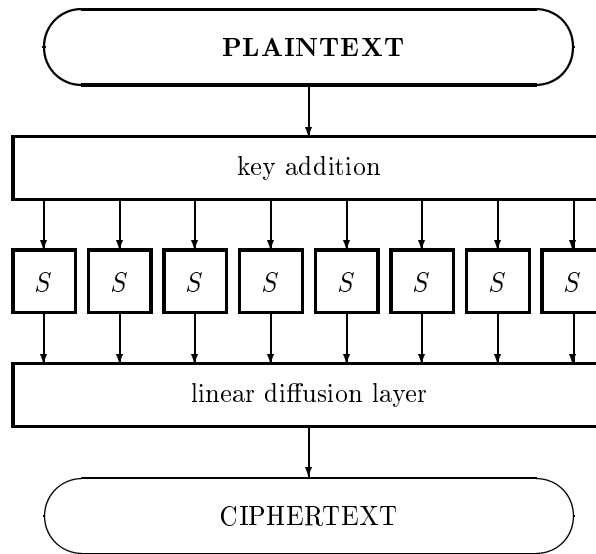 PLAINTEXT
key addition
S S S S S S S S
linear diffusion layer
CIPHERTEXT